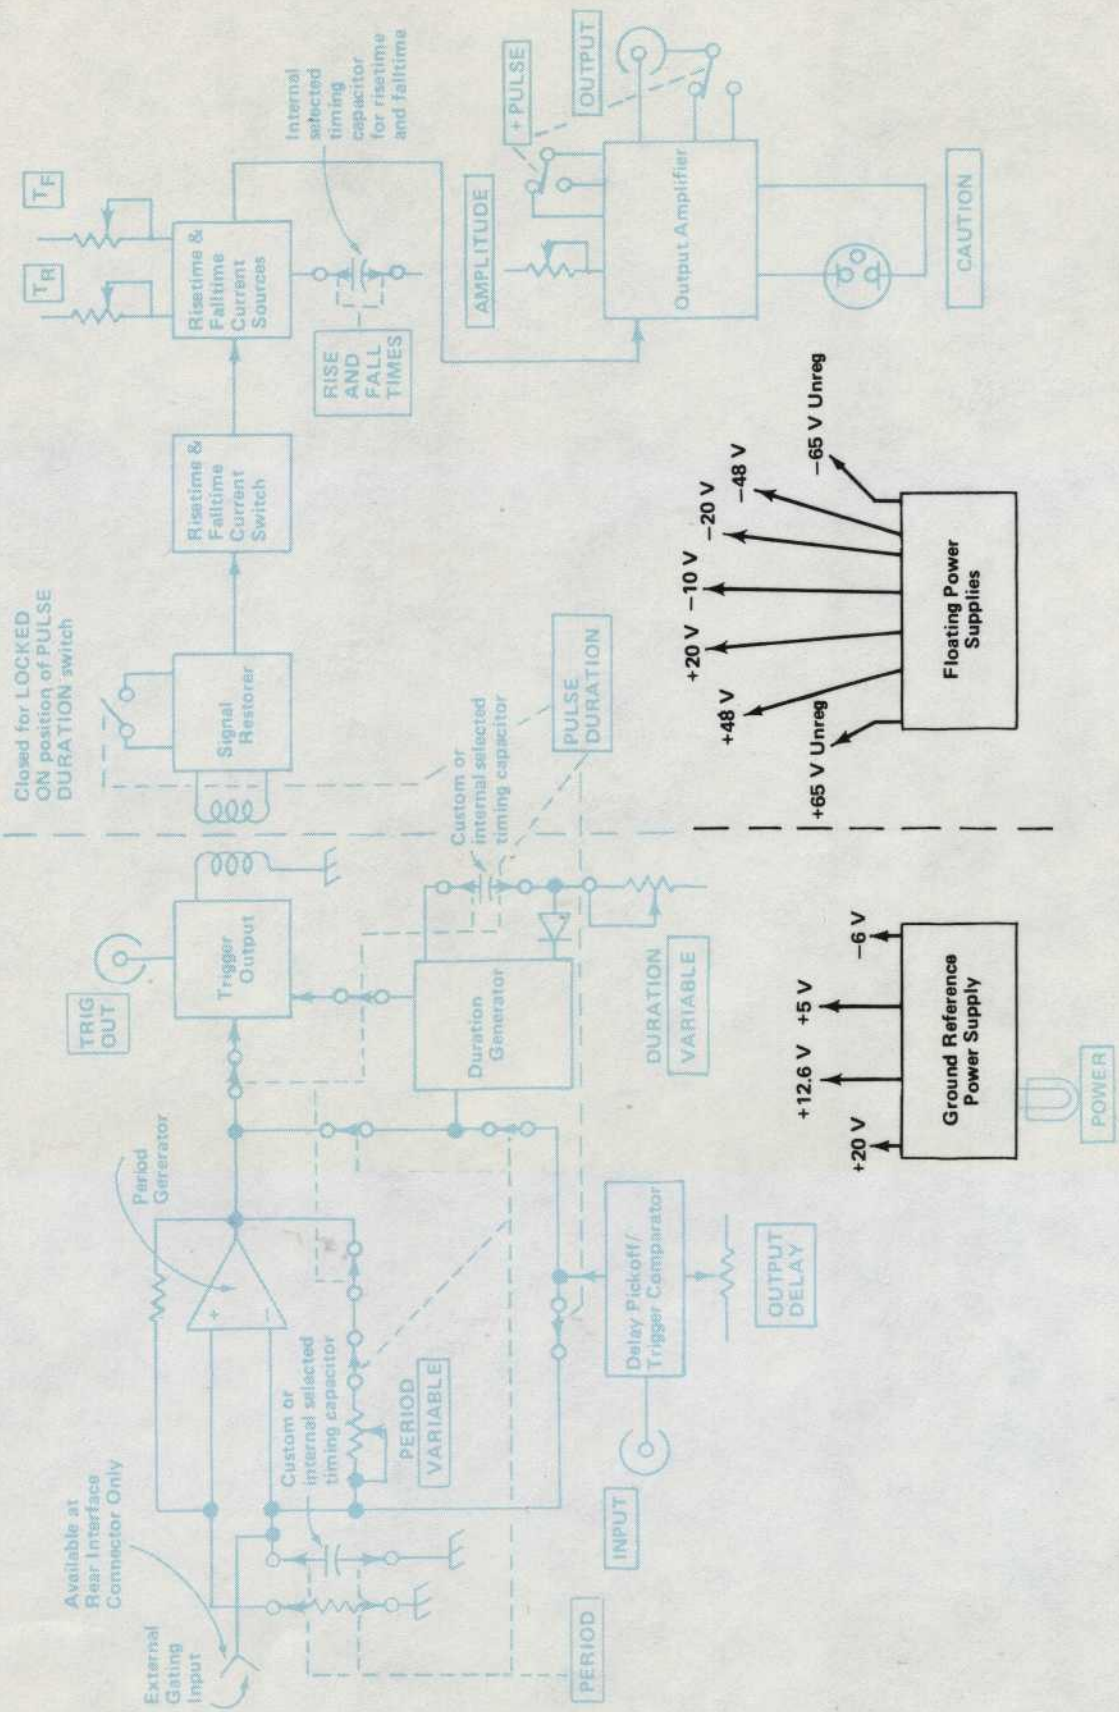 External
Gating
Input
Available at
Rear Interface
Connector Only
Period
Gererator
+
−
Custom or
internal selected
timing capacitor
PERIOD
VARIABLE
PERIOD
INPUT
Delay Pickoff/
Trigger Comparator
OUTPUT
DELAY
TRIG
OUT
Trigger
Output
Duration
Generator
Custom or
internal selected
timing capacitor
DURATION
VARIABLE
PULSE
DURATION
Closed for LOCKED
ON position of PULSE
DURATION switch
Signal
Restorer
Risetime &
Falltime
Current
Switch
TR
TF
Risetime &
Falltime
Current
Sources
Internal
selected
timing
capacitor
for risetime
and falltime
RISE
AND
FALL
TIMES
AMPLITUDE
+ PULSE
OUTPUT
Output Amplifier
CAUTION
+20 V
+12.6 V
+5 V
−6 V
Ground Reference
Power Supply
POWER
+65 V Unreg
+48 V
+20 V
−10 V
−20 V
−48 V
−65 V Unreg
Floating Power
Supplies